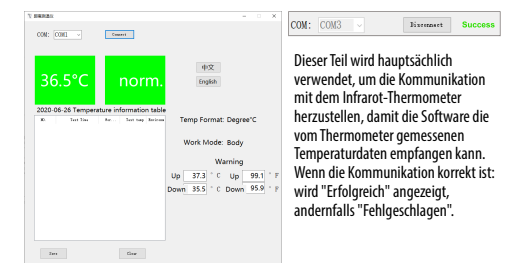 COM: COM1
Connect
36.5°C
norm.
2020-06-26 Temperature information table
NO. Test Time Test temp
Save
Clear
中文
English
Temp Format: Degree°C
Work Mode: Body
Warning
Up 37.3 ° C Up 99.1 ° F
Down 35.5 ° C Down 95.9 ° F
COM: COM3
Disconnect
Success
Dieser Teil wird hauptsächlich
verwendet, um die Kommunikation
mit dem Infrarot-Thermometer
herzustellen, damit die Software die
vom Thermometer gemessenen
Temperaturdaten empfangen kann.
Wenn die Kommunikation korrekt ist:
wird "Erfolgreich" angezeigt,
andernfalls "Fehlgeschlagen".